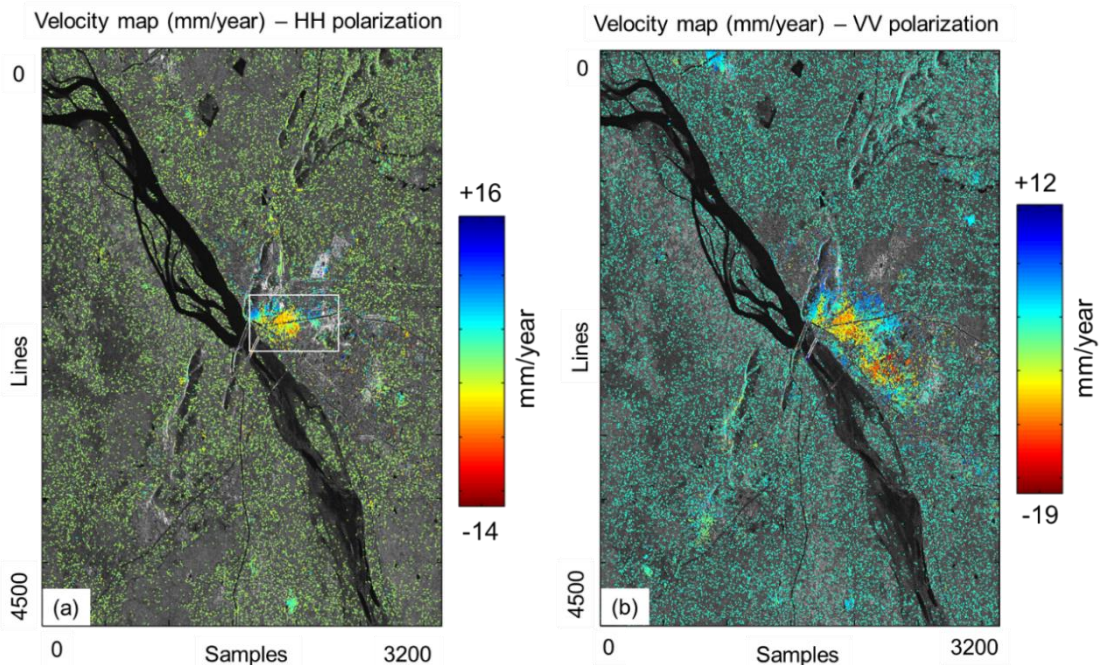 Velocity map (mm/year) – HH polarization
0
Lines
4500
(a)
0
Samples
3200
+16
mm/year
-14
Velocity map (mm/year) – VV polarization
0
Lines
4500
(b)
0
Samples
3200
+12
mm/year
-19